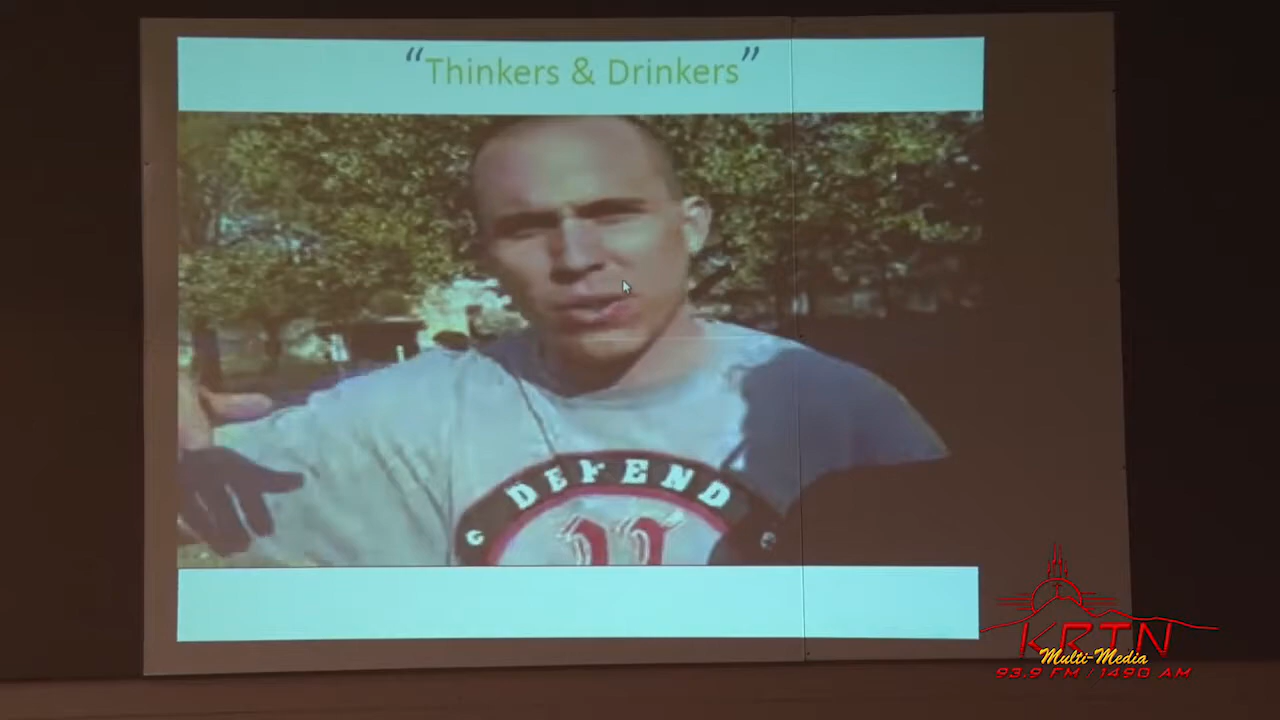 “Thinkers & Drinkers”
DEFEND
KRTN
Multi-Media
93.9 FM / 1490 AM